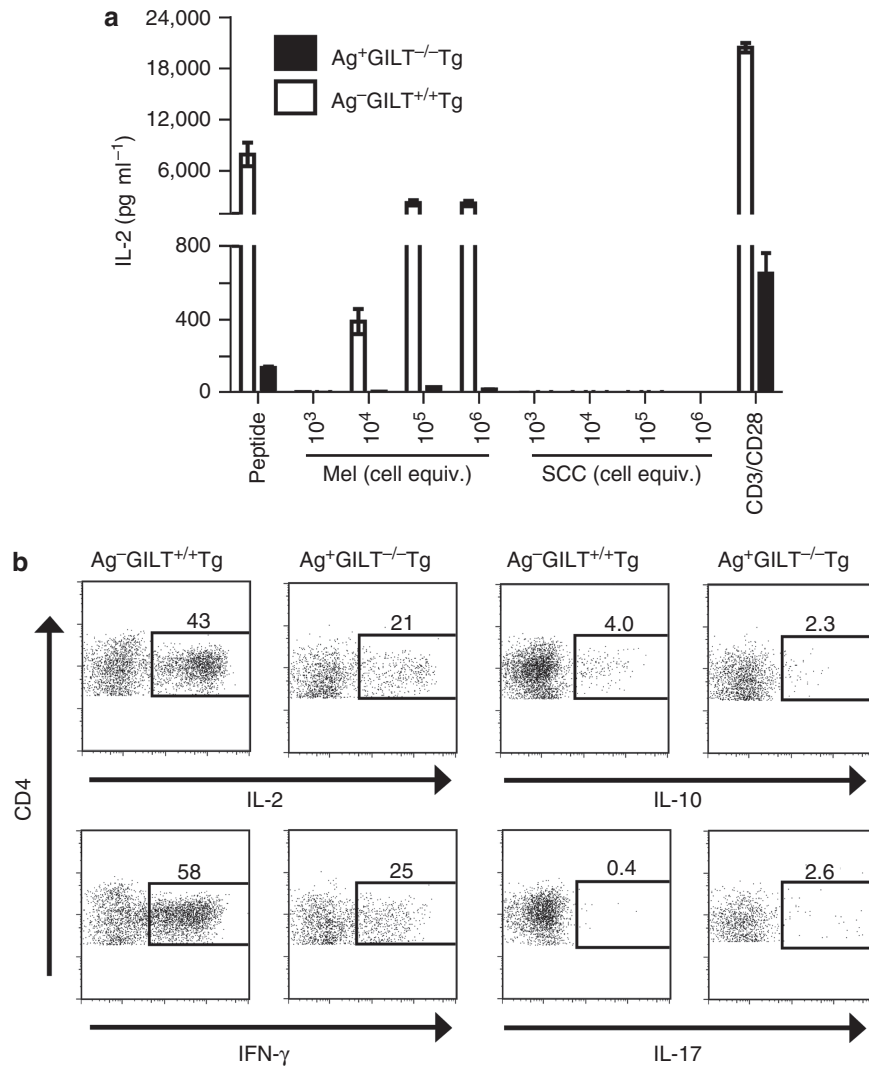 a
24,000
18,000
12,000
6,000
800
400
0
IL-2 (pg ml⁻¹)
Ag⁺GILT⁻/⁻Tg
Ag⁻GILT⁺/⁺Tg
Peptide
10³
10⁴
10⁵
10⁶
10³
10⁴
10⁵
10⁶
CD3/CD28
Mel (cell equiv.)
SCC (cell equiv.)
b
Ag⁻GILT⁺/⁺Tg
Ag⁺GILT⁻/⁻Tg
Ag⁻GILT⁺/⁺Tg
Ag⁺GILT⁻/⁻Tg
43
21
4.0
2.3
CD4
IL-2
IL-10
58
25
0.4
2.6
IFN-γ
IL-17